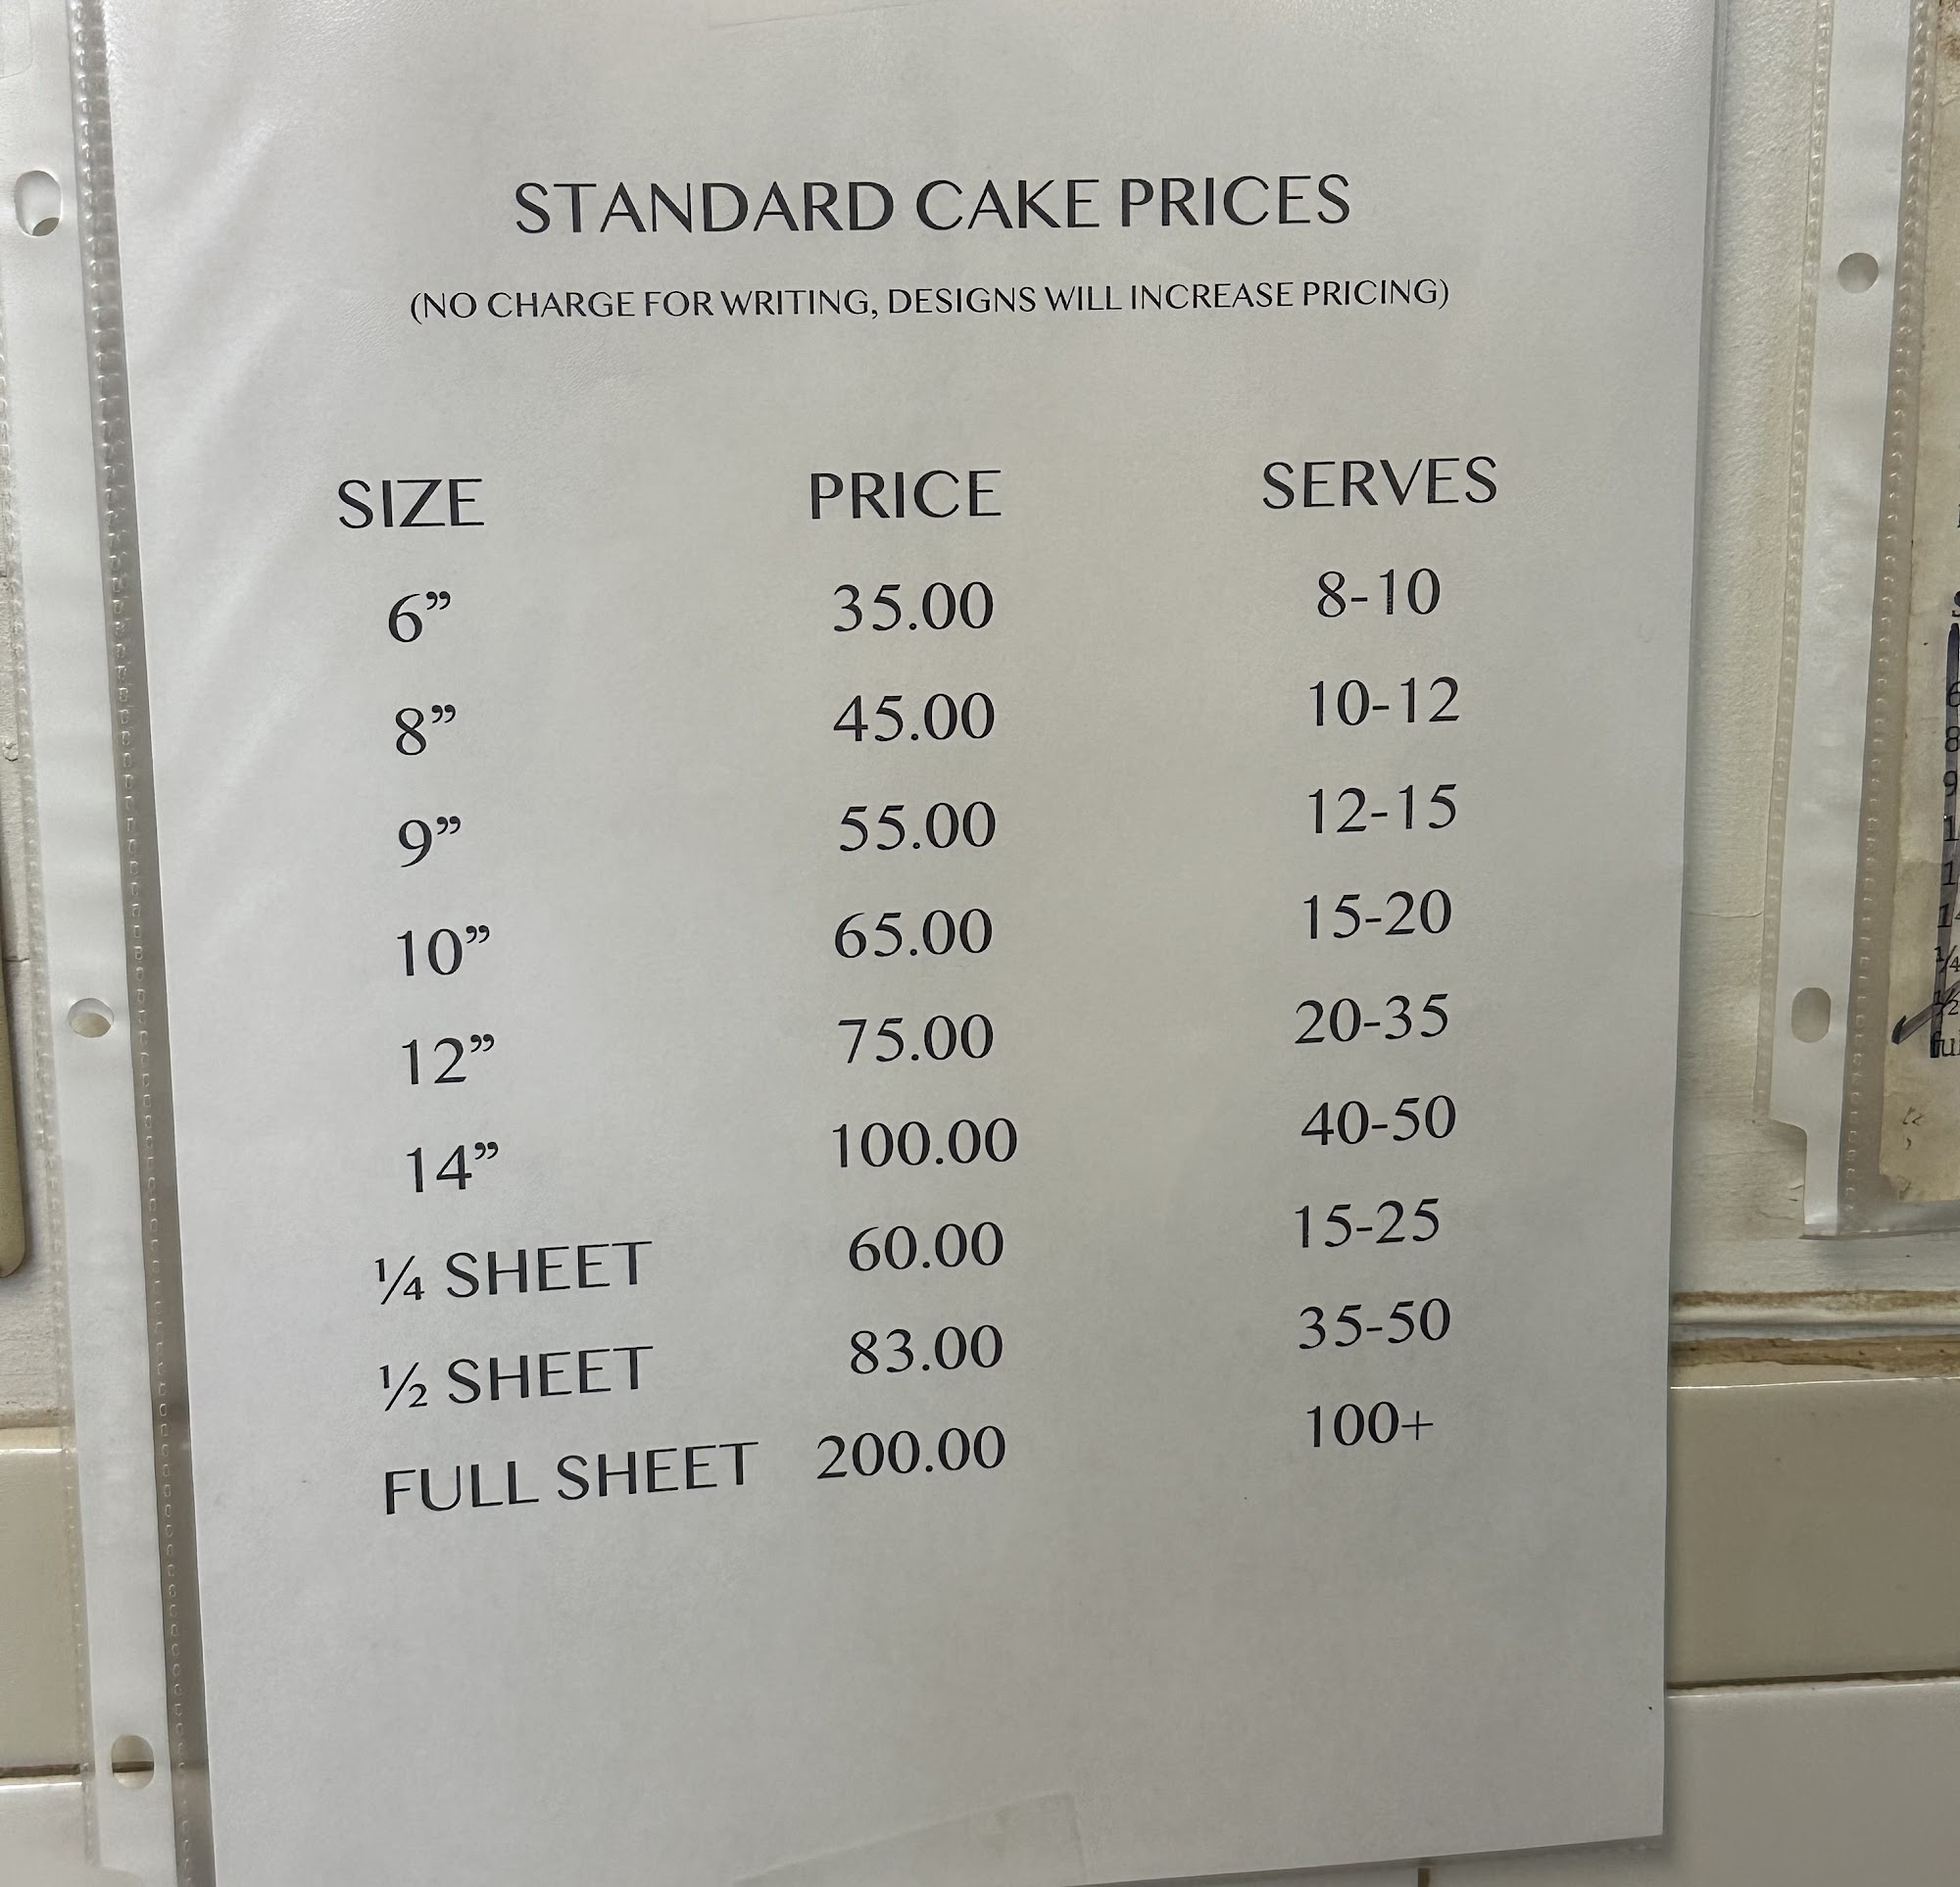 STANDARD CAKE PRICES
(NO CHARGE FOR WRITING, DESIGNS WILL INCREASE PRICING)
SIZE PRICE SERVES
6” 35.00 8-10
8” 45.00 10-12
9” 55.00 12-15
10” 65.00 15-20
12” 75.00 20-35
14” 100.00 40-50
¼ SHEET 60.00 15-25
½ SHEET 83.00 35-50
FULL SHEET 200.00 100+